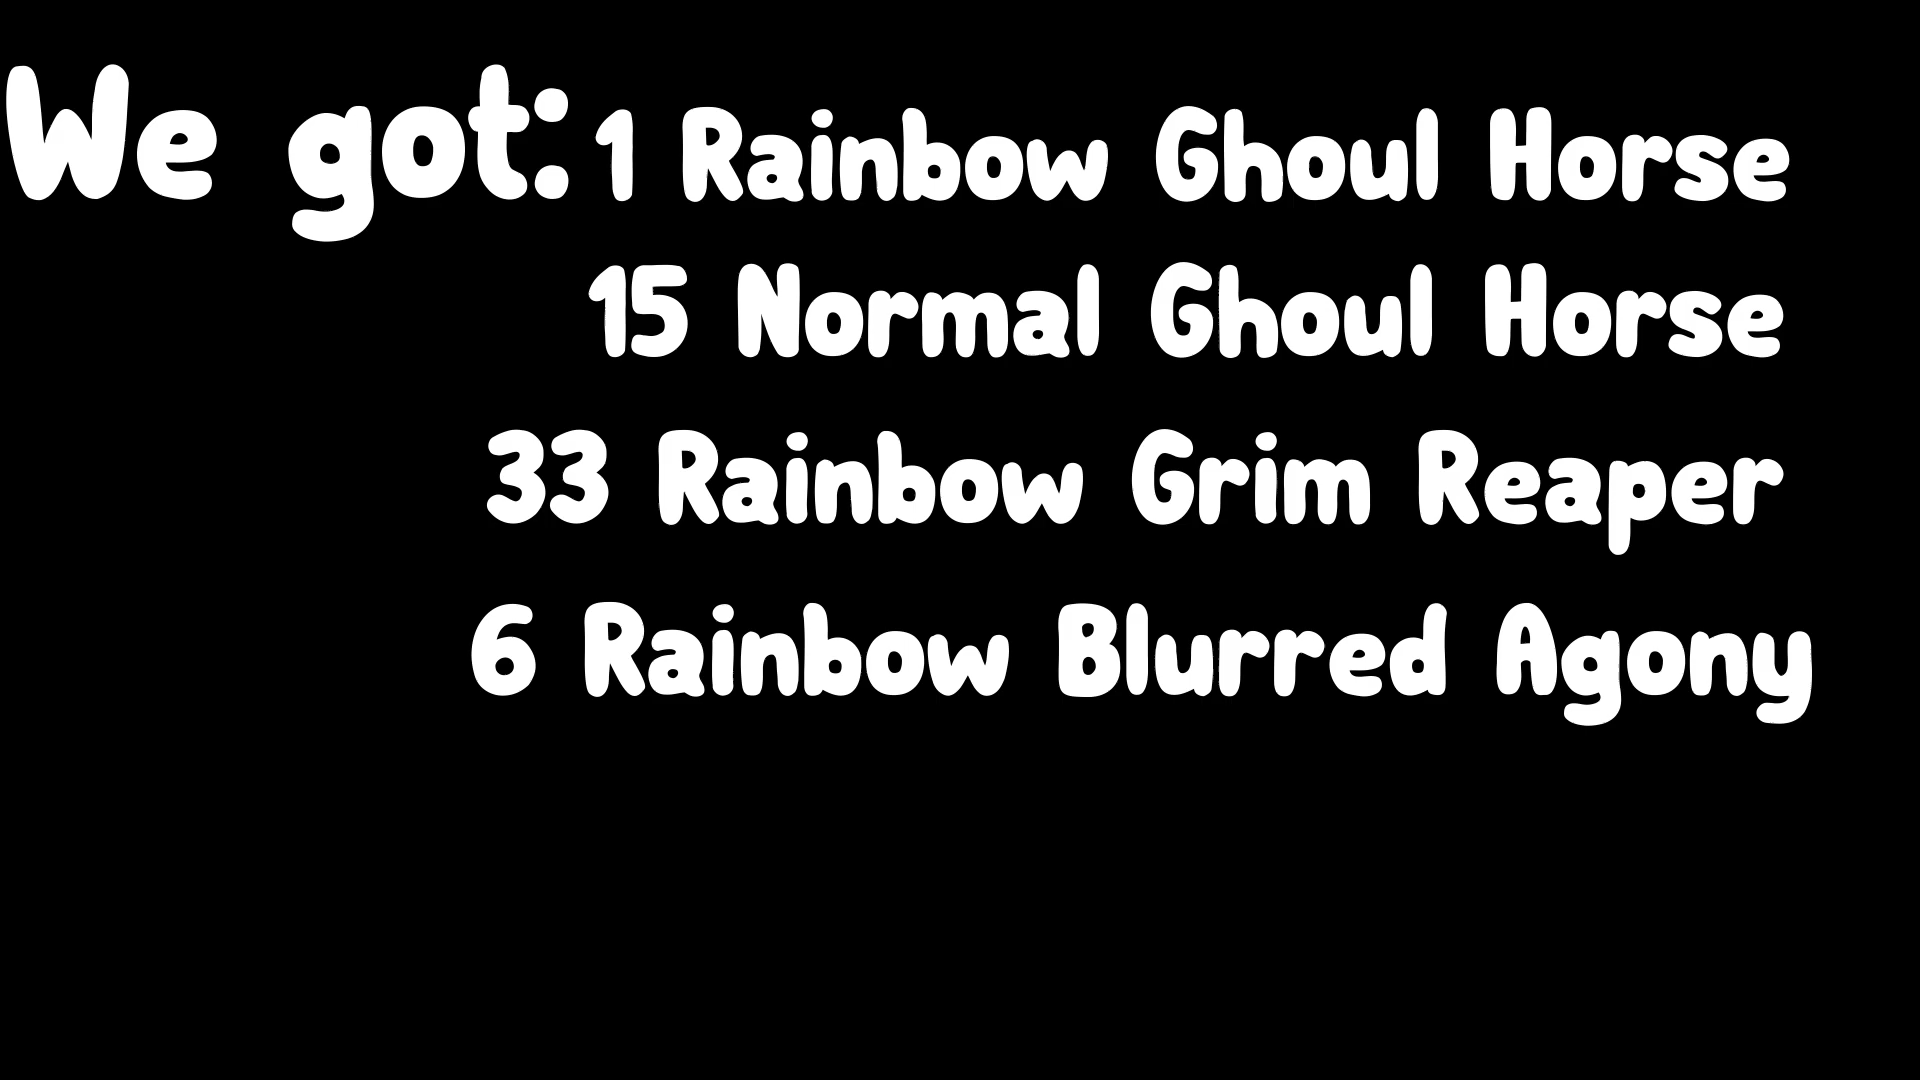 We got: 1 Rainbow Ghoul Horse
15 Normal Ghoul Horse
33 Rainbow Grim Reaper
6 Rainbow Blurred Agony